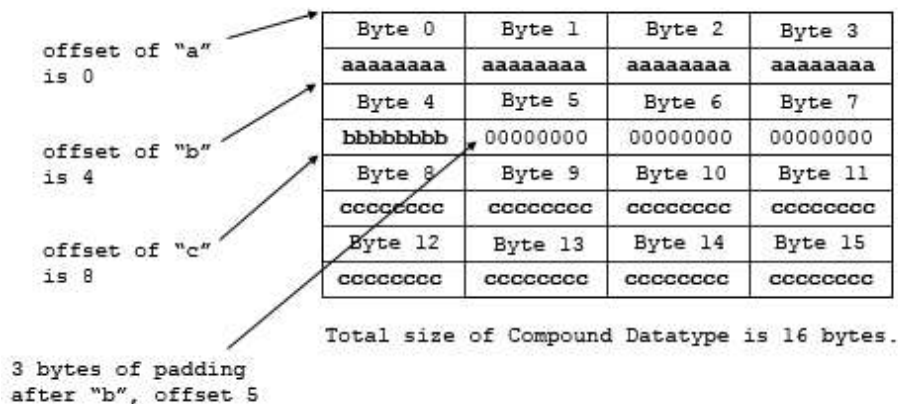 offset of “a”
is 0
offset of “b”
is 4
offset of “c”
is 8
3 bytes of padding
after “b”, offset 5
Byte 0 Byte 1 Byte 2 Byte 3
aaaaaaaa aaaaaaaa aaaaaaaa aaaaaaaa
Byte 4 Byte 5 Byte 6 Byte 7
bbbbbbbb 00000000 00000000 00000000
Byte 8 Byte 9 Byte 10 Byte 11
cccccccc cccccccc cccccccc cccccccc
Byte 12 Byte 13 Byte 14 Byte 15
cccccccc cccccccc cccccccc cccccccc
Total size of Compound Datatype is 16 bytes.